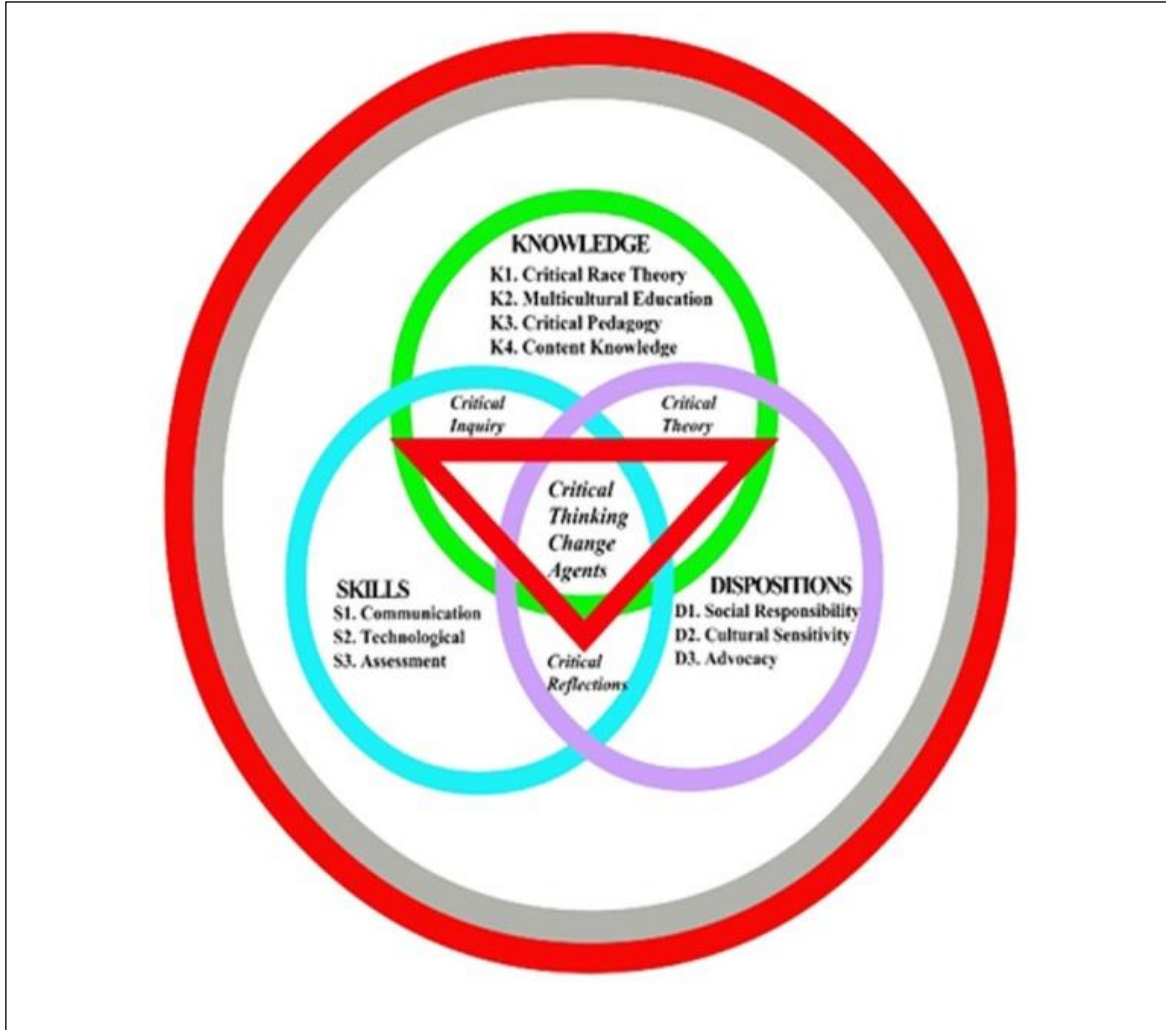 KNOWLEDGE
K1. Critical Race Theory
K2. Multicultural Education
K3. Critical Pedagogy
K4. Content Knowledge
Critical
Inquiry
Critical
Theory
Critical
Thinking
Change
Agents
SKILLS
S1. Communication
S2. Technological
S3. Assessment
DISPOSITIONS
D1. Social Responsibility
D2. Cultural Sensitivity
D3. Advocacy
Critical
Reflections